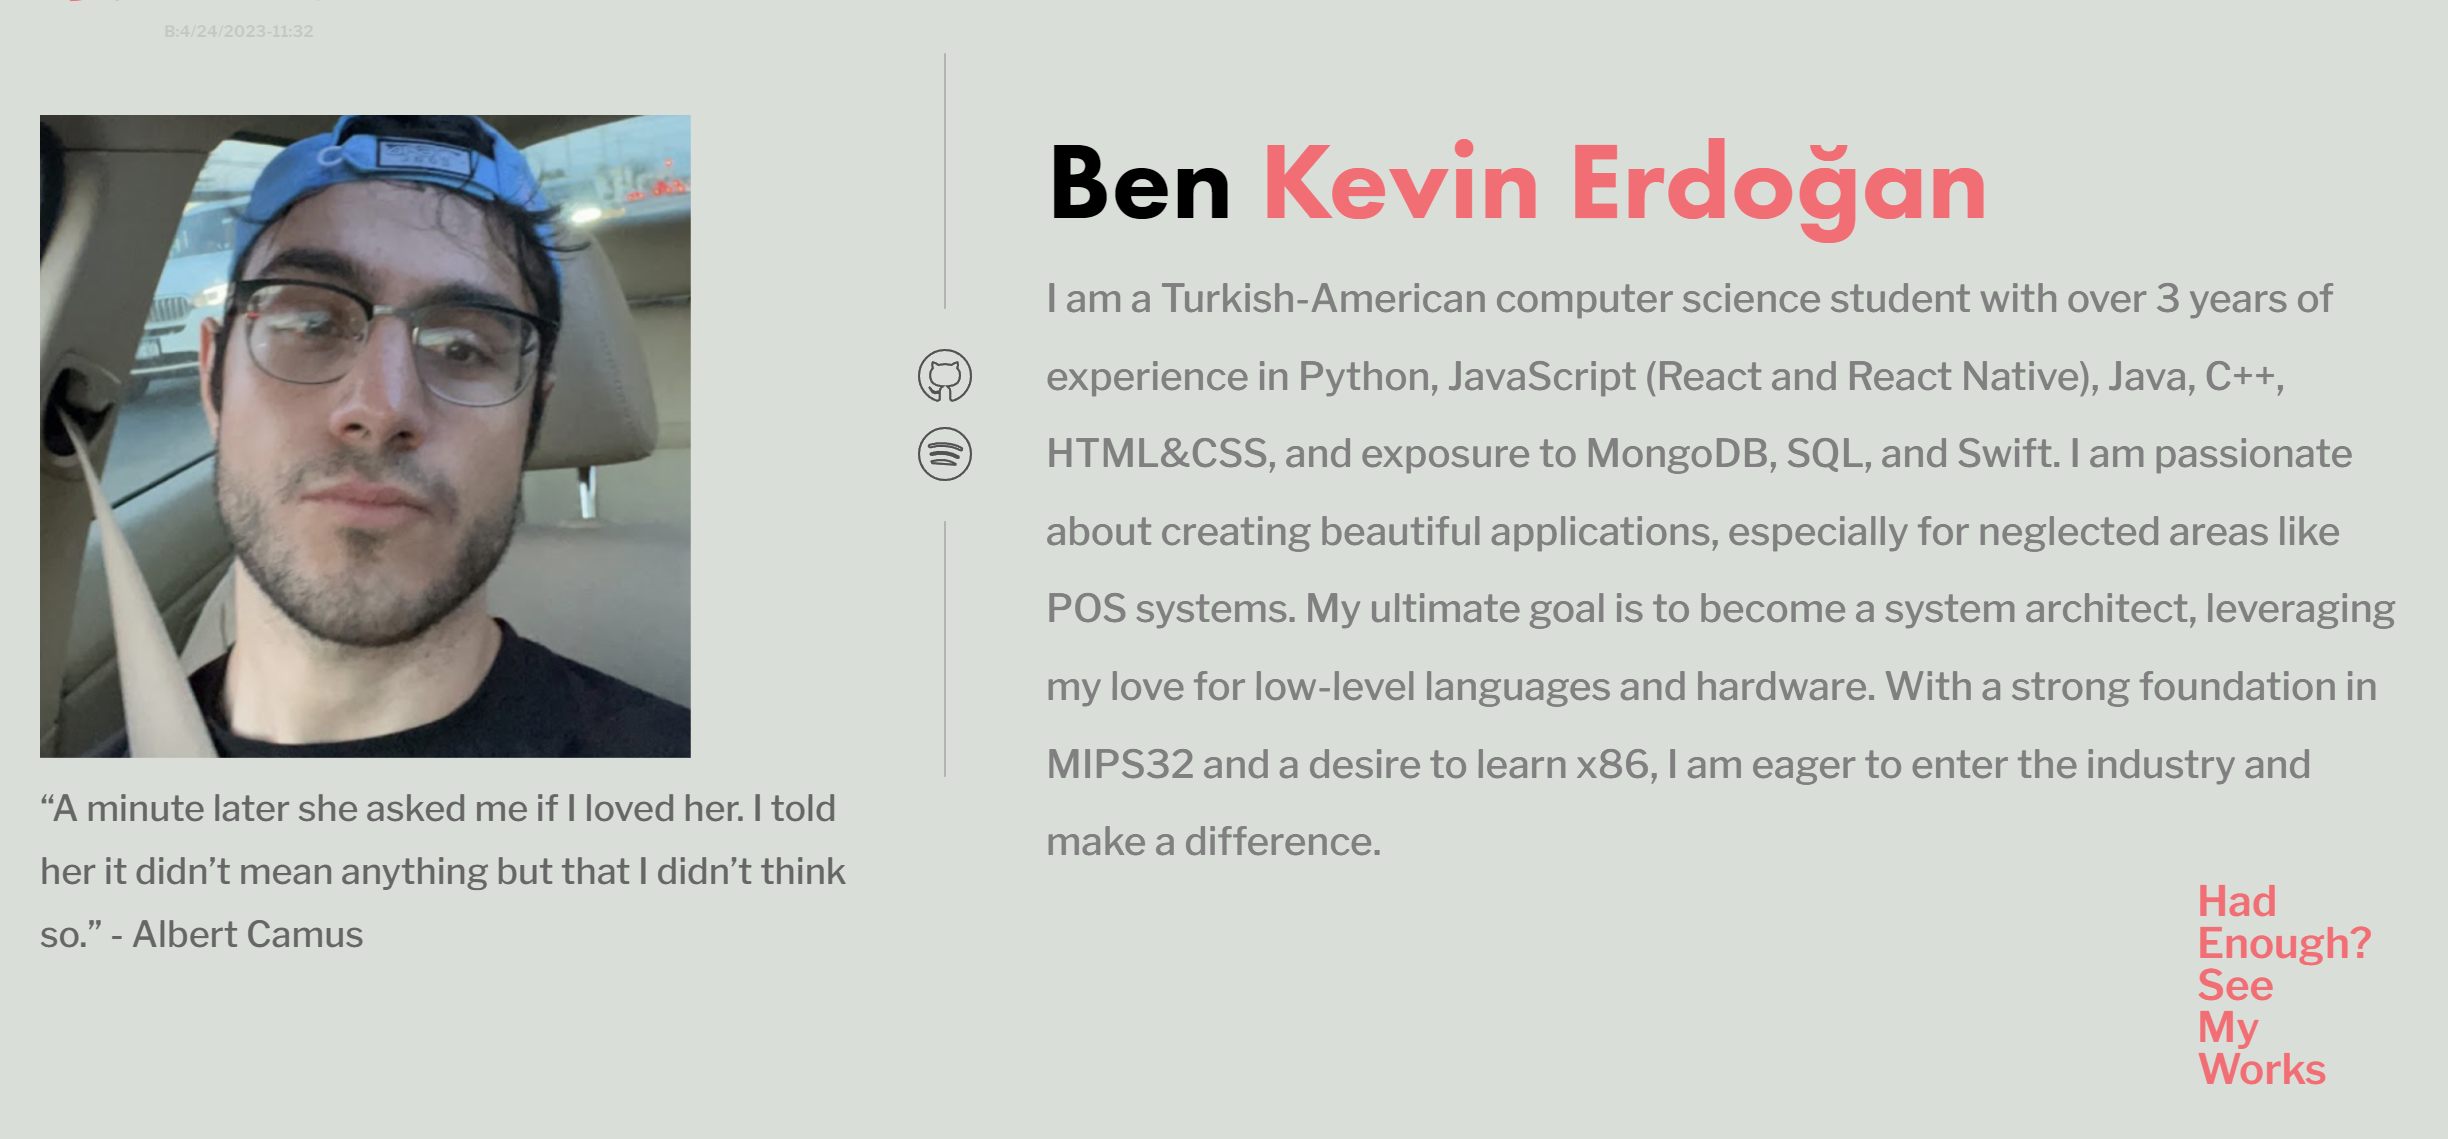 B:4/24/2023-11:32
“A minute later she asked me if I loved her. I told
her it didn’t mean anything but that I didn’t think
so.” - Albert Camus
Ben Kevin Erdoğan
I am a Turkish-American computer science student with over 3 years of
experience in Python, JavaScript (React and React Native), Java, C++,
HTML&CSS, and exposure to MongoDB, SQL, and Swift. I am passionate
about creating beautiful applications, especially for neglected areas like
POS systems. My ultimate goal is to become a system architect, leveraging
my love for low-level languages and hardware. With a strong foundation in
MIPS32 and a desire to learn x86, I am eager to enter the industry and
make a difference.
Had
Enough?
See
My
Works